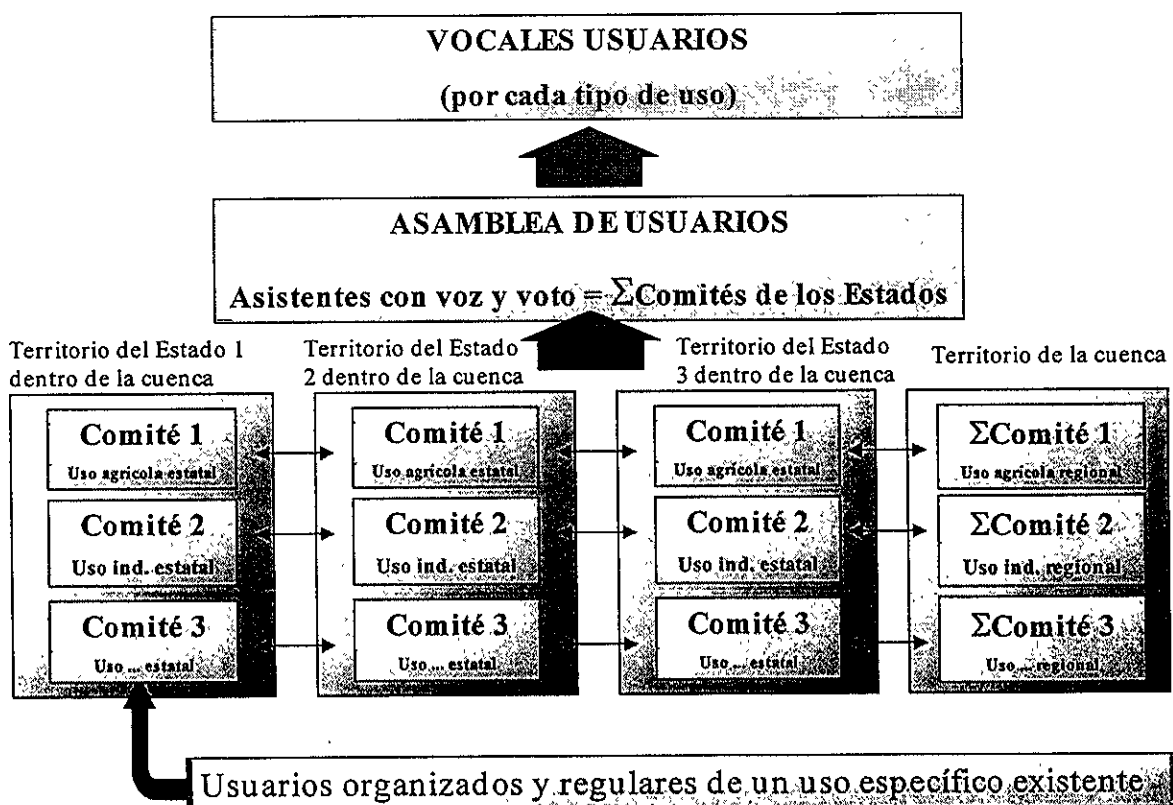 VOCALES USUARIOS
(por cada tipo de uso)
ASAMBLEA DE USUARIOS
Asistentes con voz y voto = ΣComités de los Estados
Territorio del Estado 1
dentro de la cuenca
Comité 1
Uso agrícola estatal
Comité 2
Uso ind. estatal
Comité 3
Uso ... estatal
Territorio del Estado
2 dentro de la cuenca
Comité 1
Uso agrícola estatal
Comité 2
Uso ind. estatal
Comité 3
Uso ... estatal
Territorio del Estado
3 dentro de la cuenca
Comité 1
Uso agrícola estatal
Comité 2
Uso ind. estatal
Comité 3
Uso ... estatal
Territorio de la cuenca
ΣComité 1
Uso agrícola regional
ΣComité 2
Uso ind. regional
ΣComité 3
Uso ... regional
Usuarios organizados y regulares de un uso específico existente